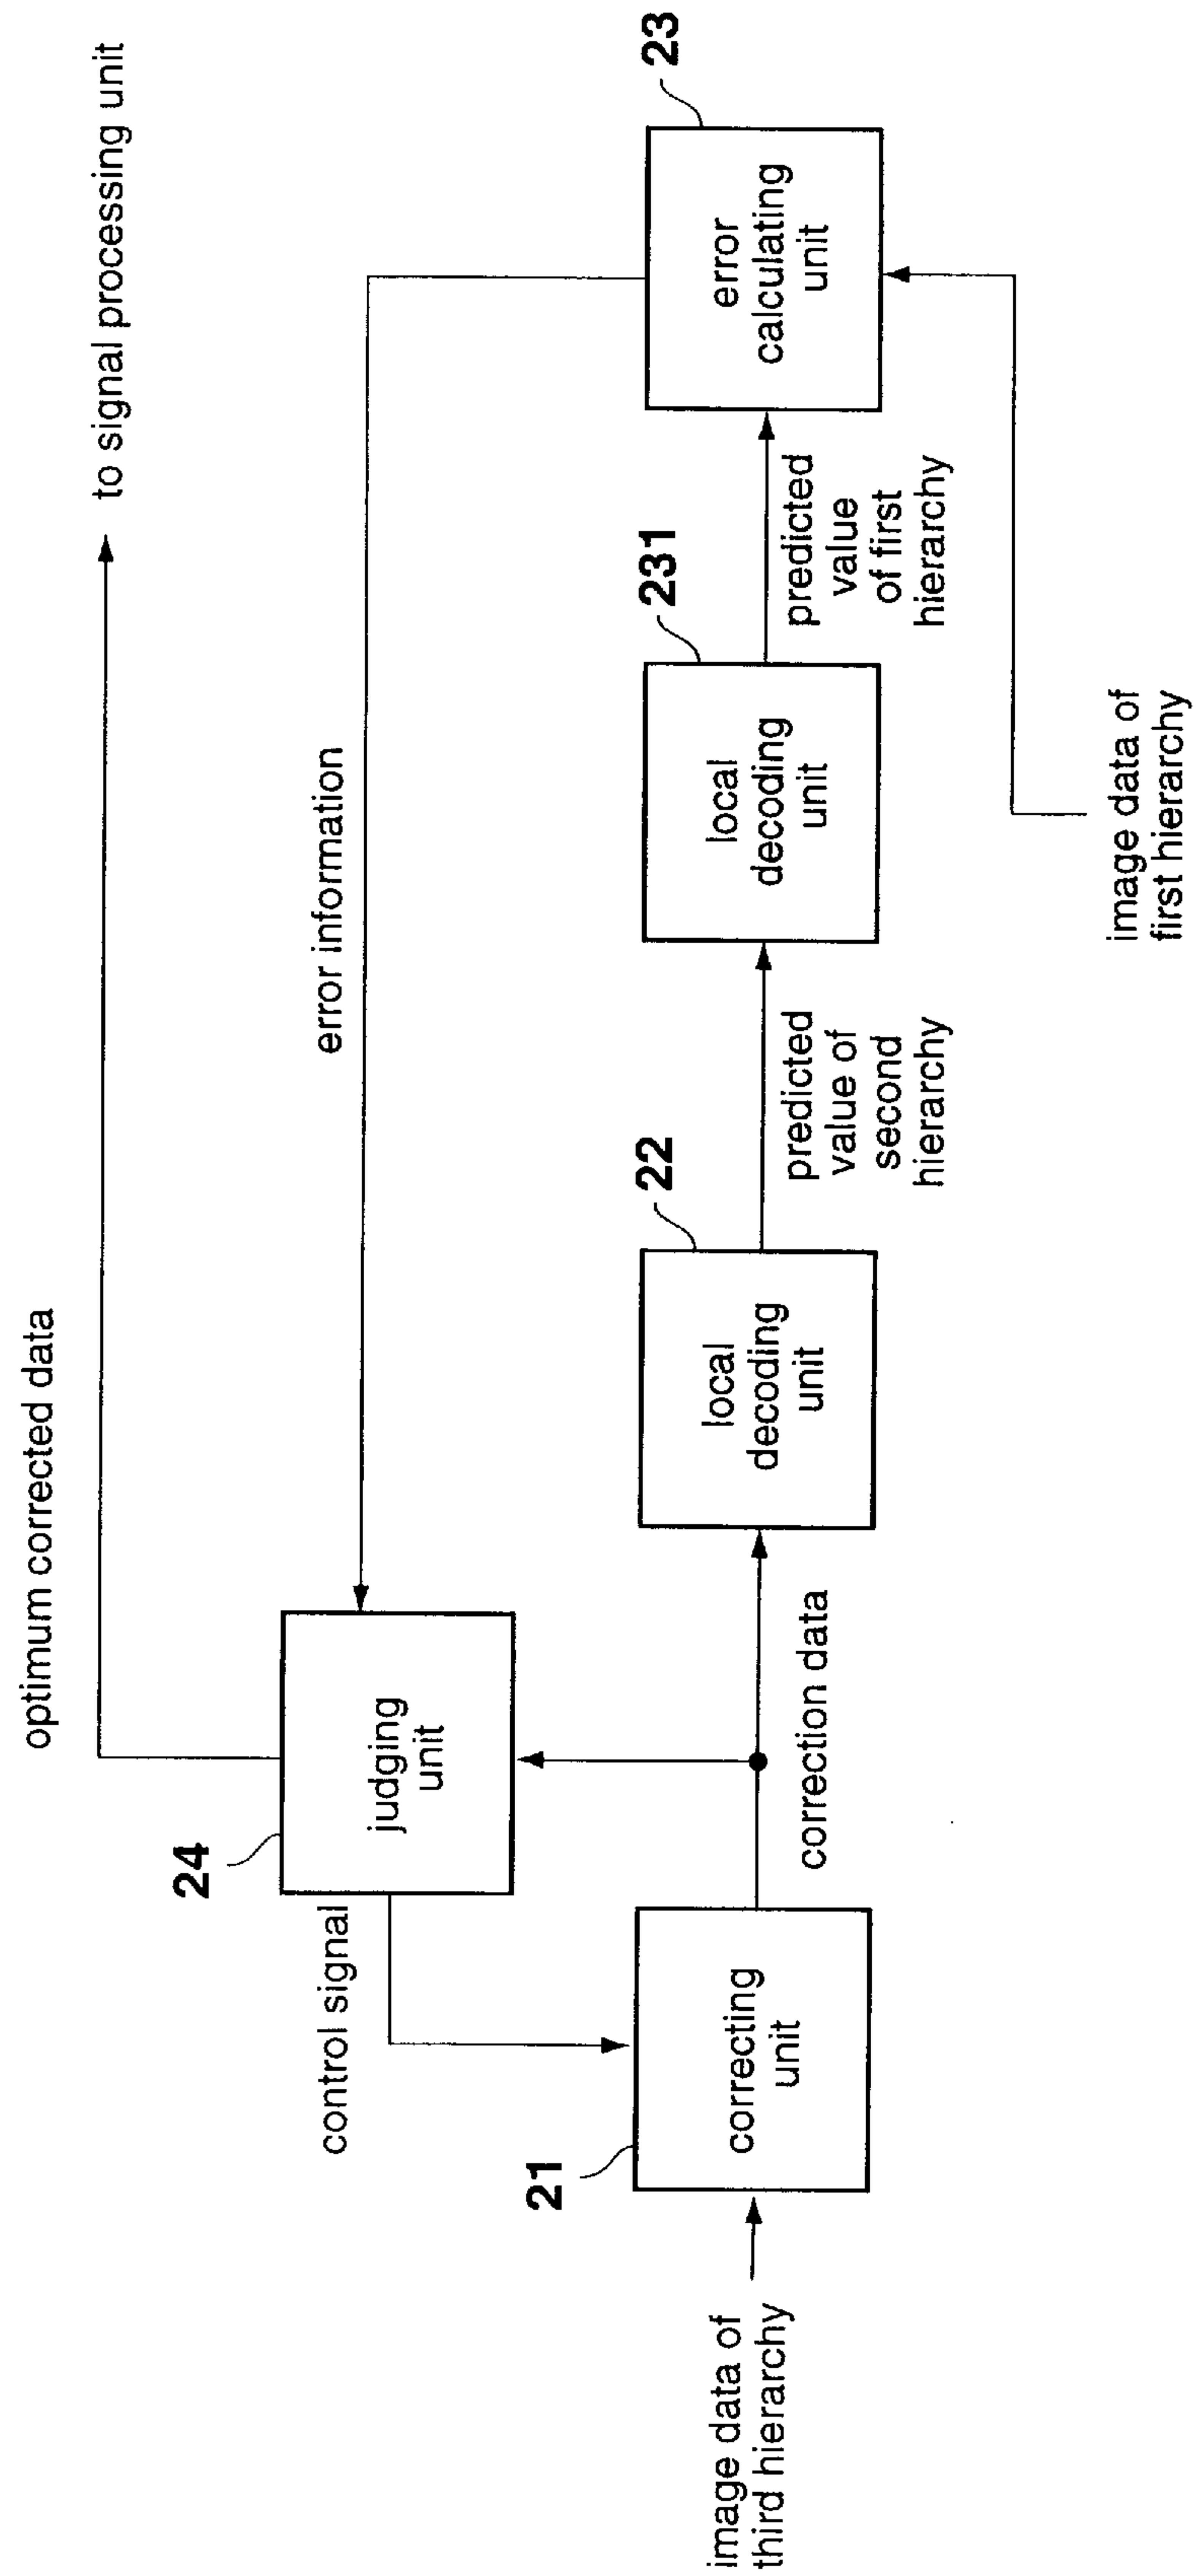 optimum corrected data
to signal processing unit
error information
24
judging
unit
control signal
21
correcting
unit
image data of
third hierarchy
correction data
22
local
decoding
unit
predicted
value of
second
hierarchy
231
local
decoding
unit
predicted
value
of first
hierarchy
23
error
calculating
unit
image data of
first hierarchy